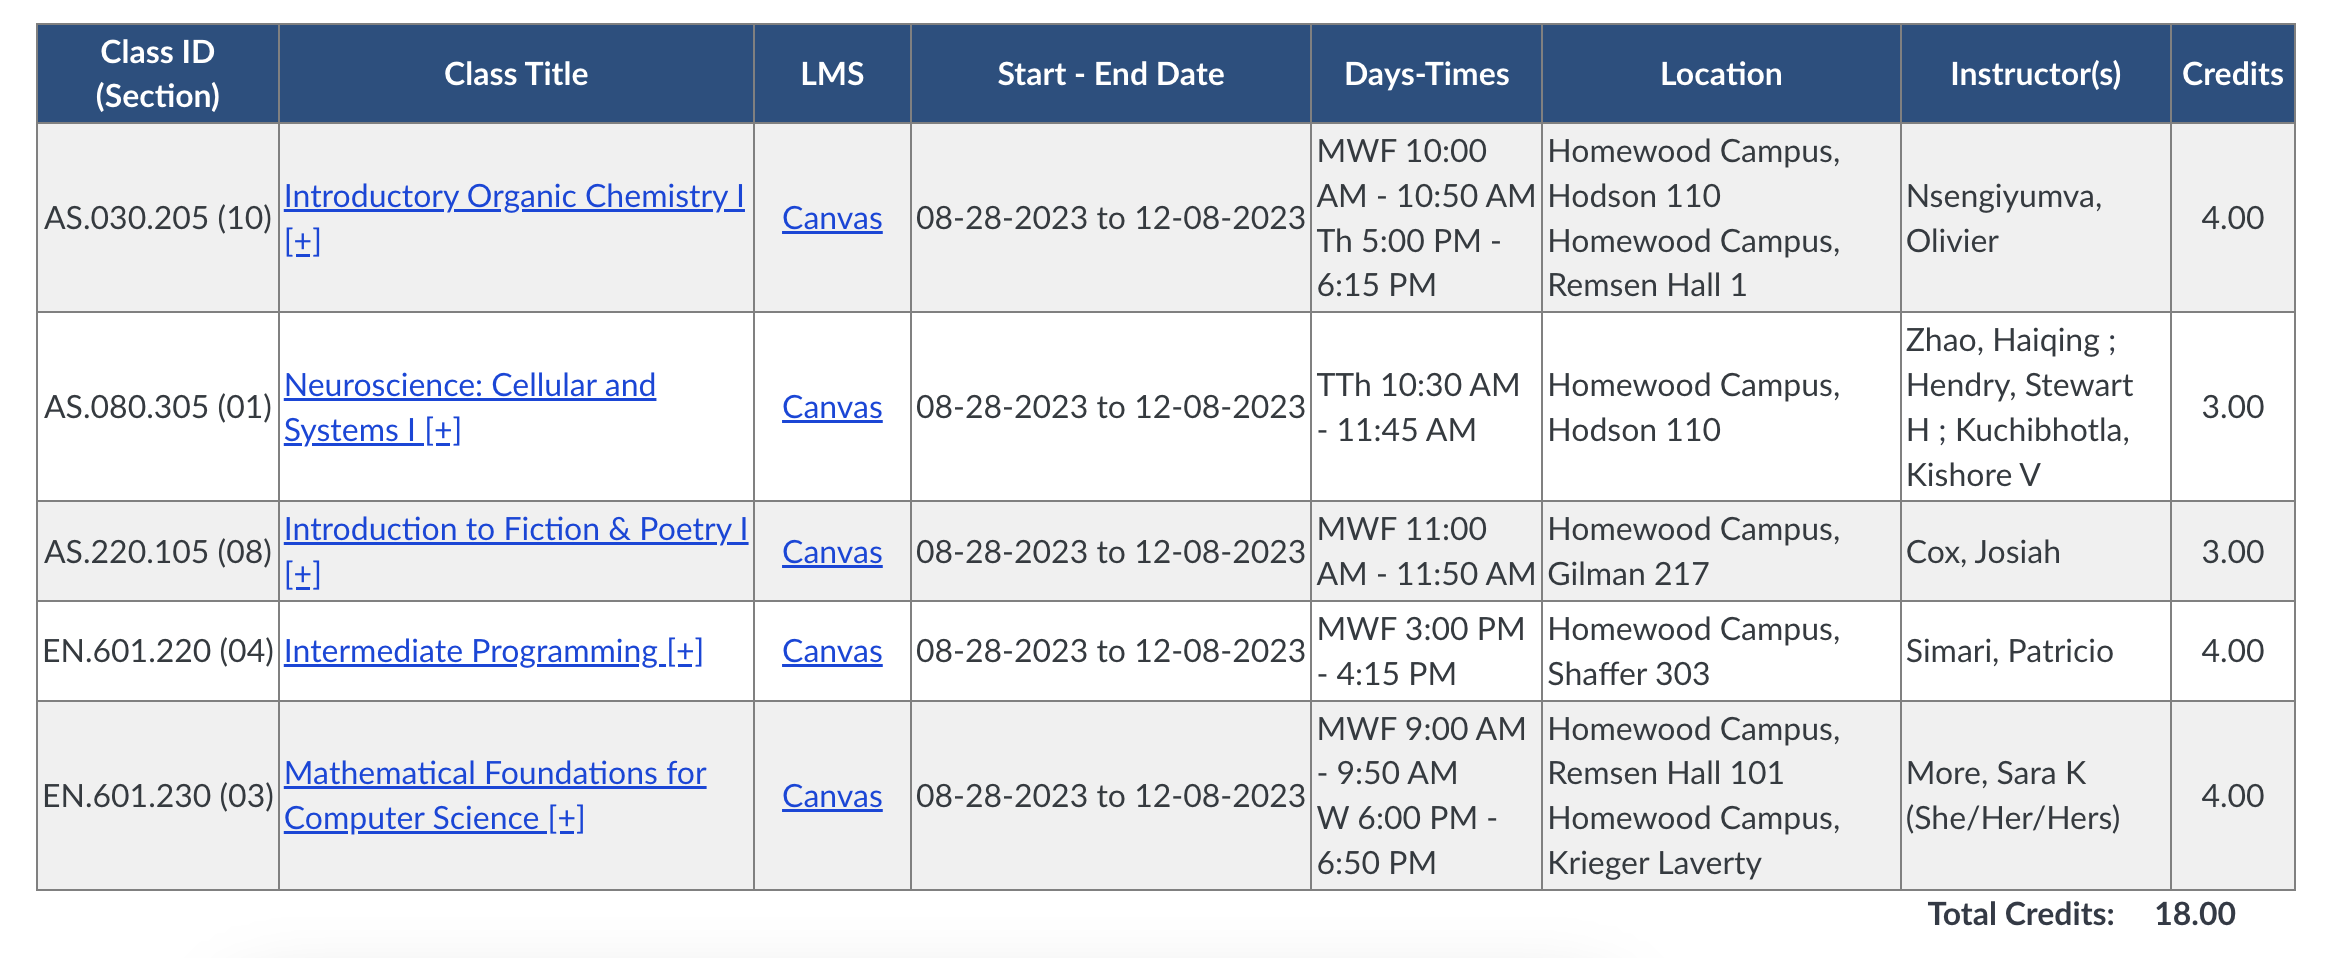 Class ID
(Section)
Class Title
LMS
Start - End Date
Days-Times
Location
Instructor(s)
Credits
AS.030.205 (10)
Introductory Organic Chemistry I
[+]
Canvas
08-28-2023 to 12-08-2023
MWF 10:00
AM - 10:50 AM
Th 5:00 PM -
6:15 PM
Homewood Campus,
Hodson 110
Homewood Campus,
Remsen Hall 1
Nsengiyumva,
Olivier
4.00
AS.080.305 (01)
Neuroscience: Cellular and
Systems I [+]
Canvas
08-28-2023 to 12-08-2023
TTh 10:30 AM
- 11:45 AM
Homewood Campus,
Hodson 110
Zhao, Haiqing ;
Hendry, Stewart
H ; Kuchibhotla,
Kishore V
3.00
AS.220.105 (08)
Introduction to Fiction & Poetry I
[+]
Canvas
08-28-2023 to 12-08-2023
MWF 11:00
AM - 11:50 AM
Homewood Campus,
Gilman 217
Cox, Josiah
3.00
EN.601.220 (04)
Intermediate Programming [+]
Canvas
08-28-2023 to 12-08-2023
MWF 3:00 PM
- 4:15 PM
Homewood Campus,
Shaffer 303
Simari, Patricio
4.00
EN.601.230 (03)
Mathematical Foundations for
Computer Science [+]
Canvas
08-28-2023 to 12-08-2023
MWF 9:00 AM
- 9:50 AM
W 6:00 PM -
6:50 PM
Homewood Campus,
Remsen Hall 101
Homewood Campus,
Krieger Laverty
More, Sara K
(She/Her/Hers)
4.00
Total Credits: 18.00